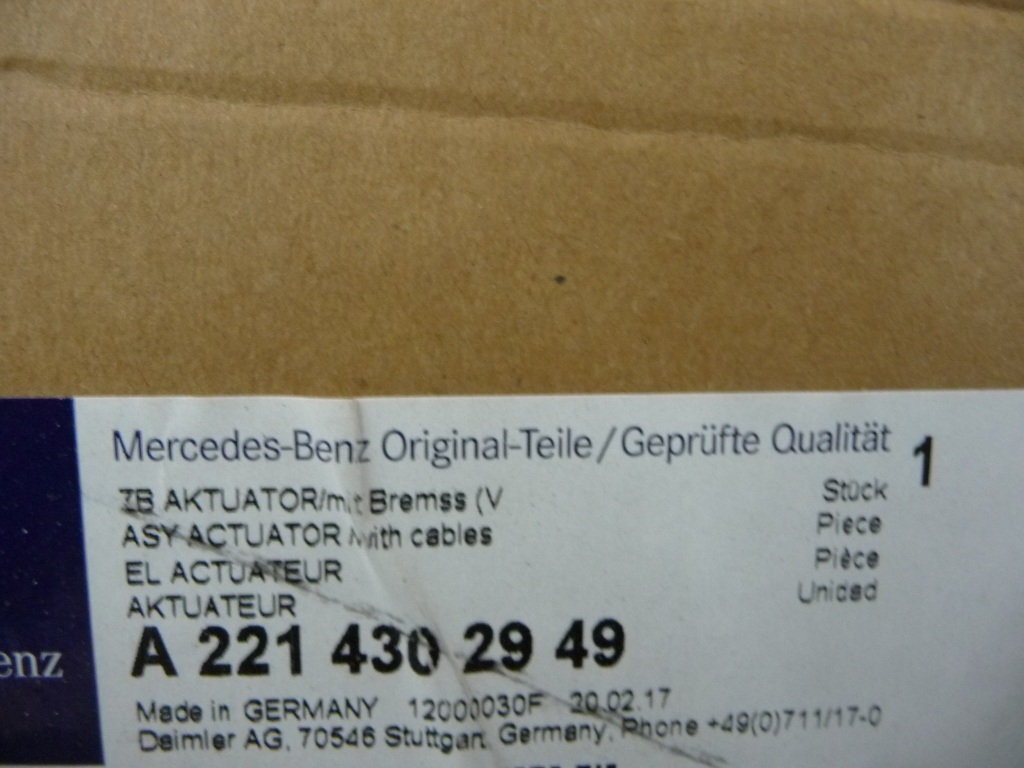 Mercedes-Benz Original-Teile/Geprüfte Qualität 1
ZB AKTUATOR/mit Bremss (V Stück
ASY ACTUATOR /with cables Piece
EL ACTUATEUR Pièce
AKTUATEUR Unidad
A 221 430 29 49
enz
Made in GERMANY 12000030F 20.02.17
Daimler AG, 70546 Stuttgart, Germany, Phone +49(0)711/17-0